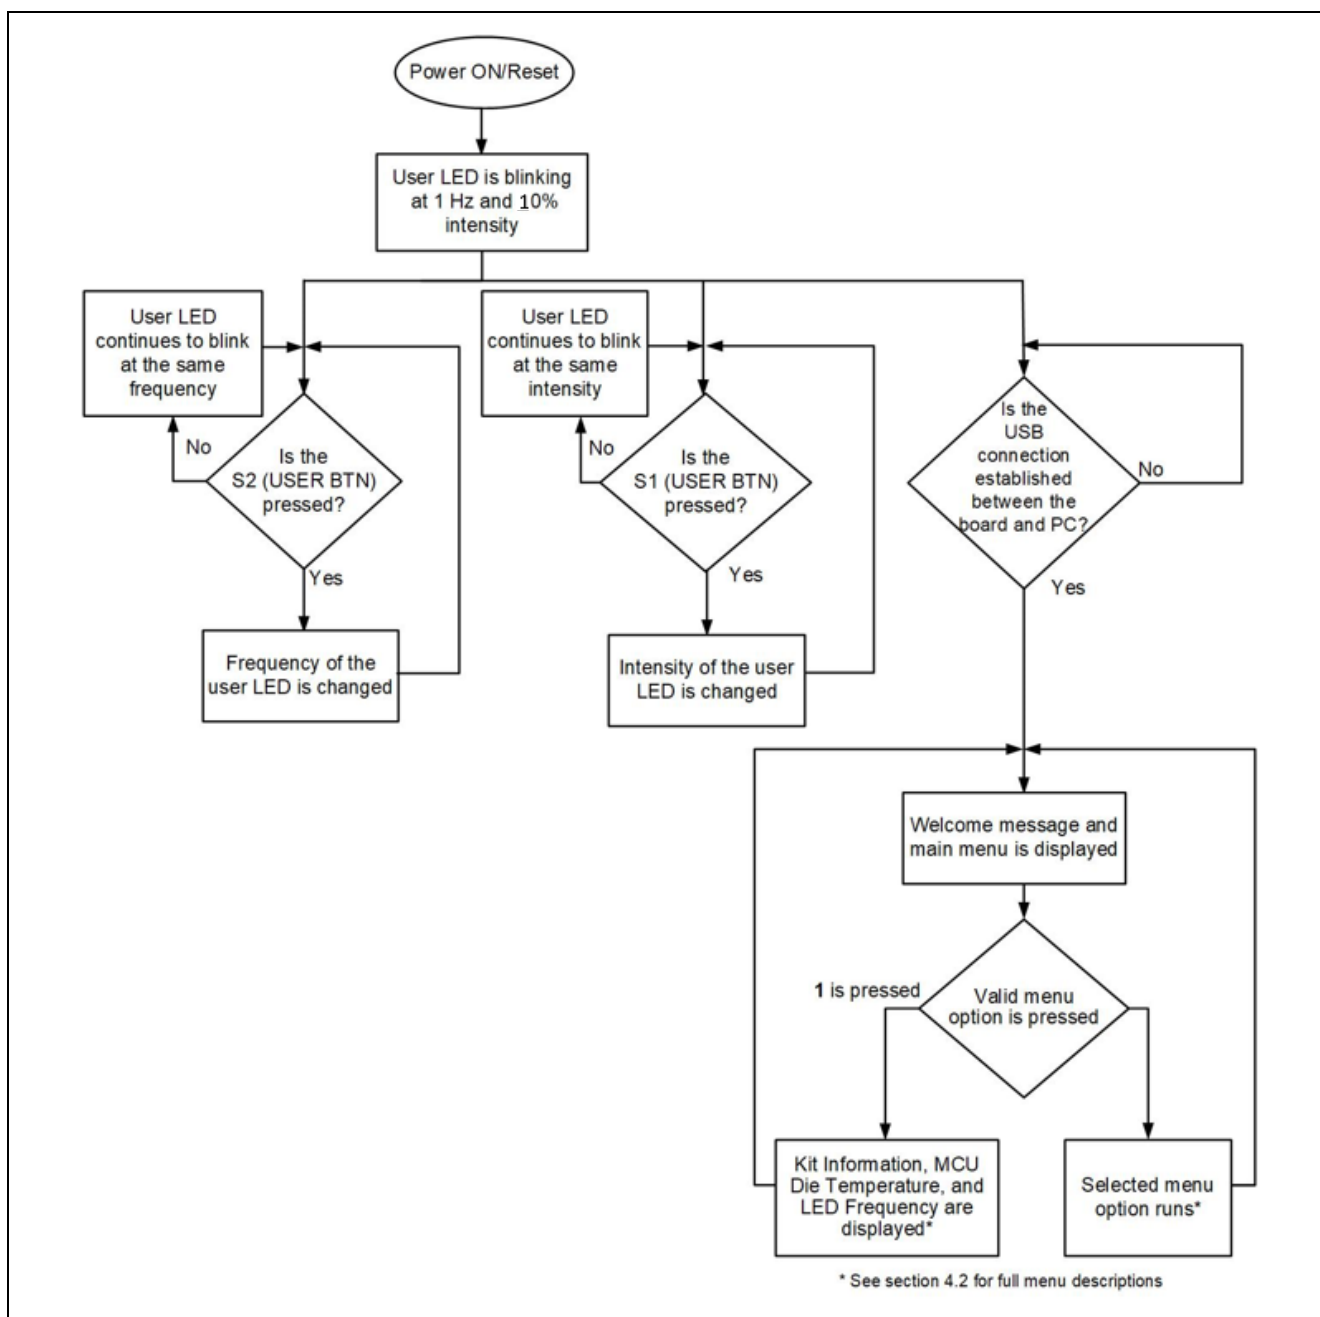 Power ON/Reset
User LED is blinking
at 1 Hz and 10%
intensity
User LED
continues to blink
at the same
frequency
No
Is the
S2 (USER BTN)
pressed?
Yes
Frequency of the
user LED is changed
User LED
continues to blink
at the same
intensity
No
Is the
S1 (USER BTN)
pressed?
Yes
Intensity of the user
LED is changed
Is the
USB
connection
established
between the
board and PC?
No
Yes
Welcome message and
main menu is displayed
1 is pressed
Valid menu
option is pressed
Kit Information, MCU
Die Temperature, and
LED Frequency are
displayed*
Selected menu
option runs*
* See section 4.2 for full menu descriptions